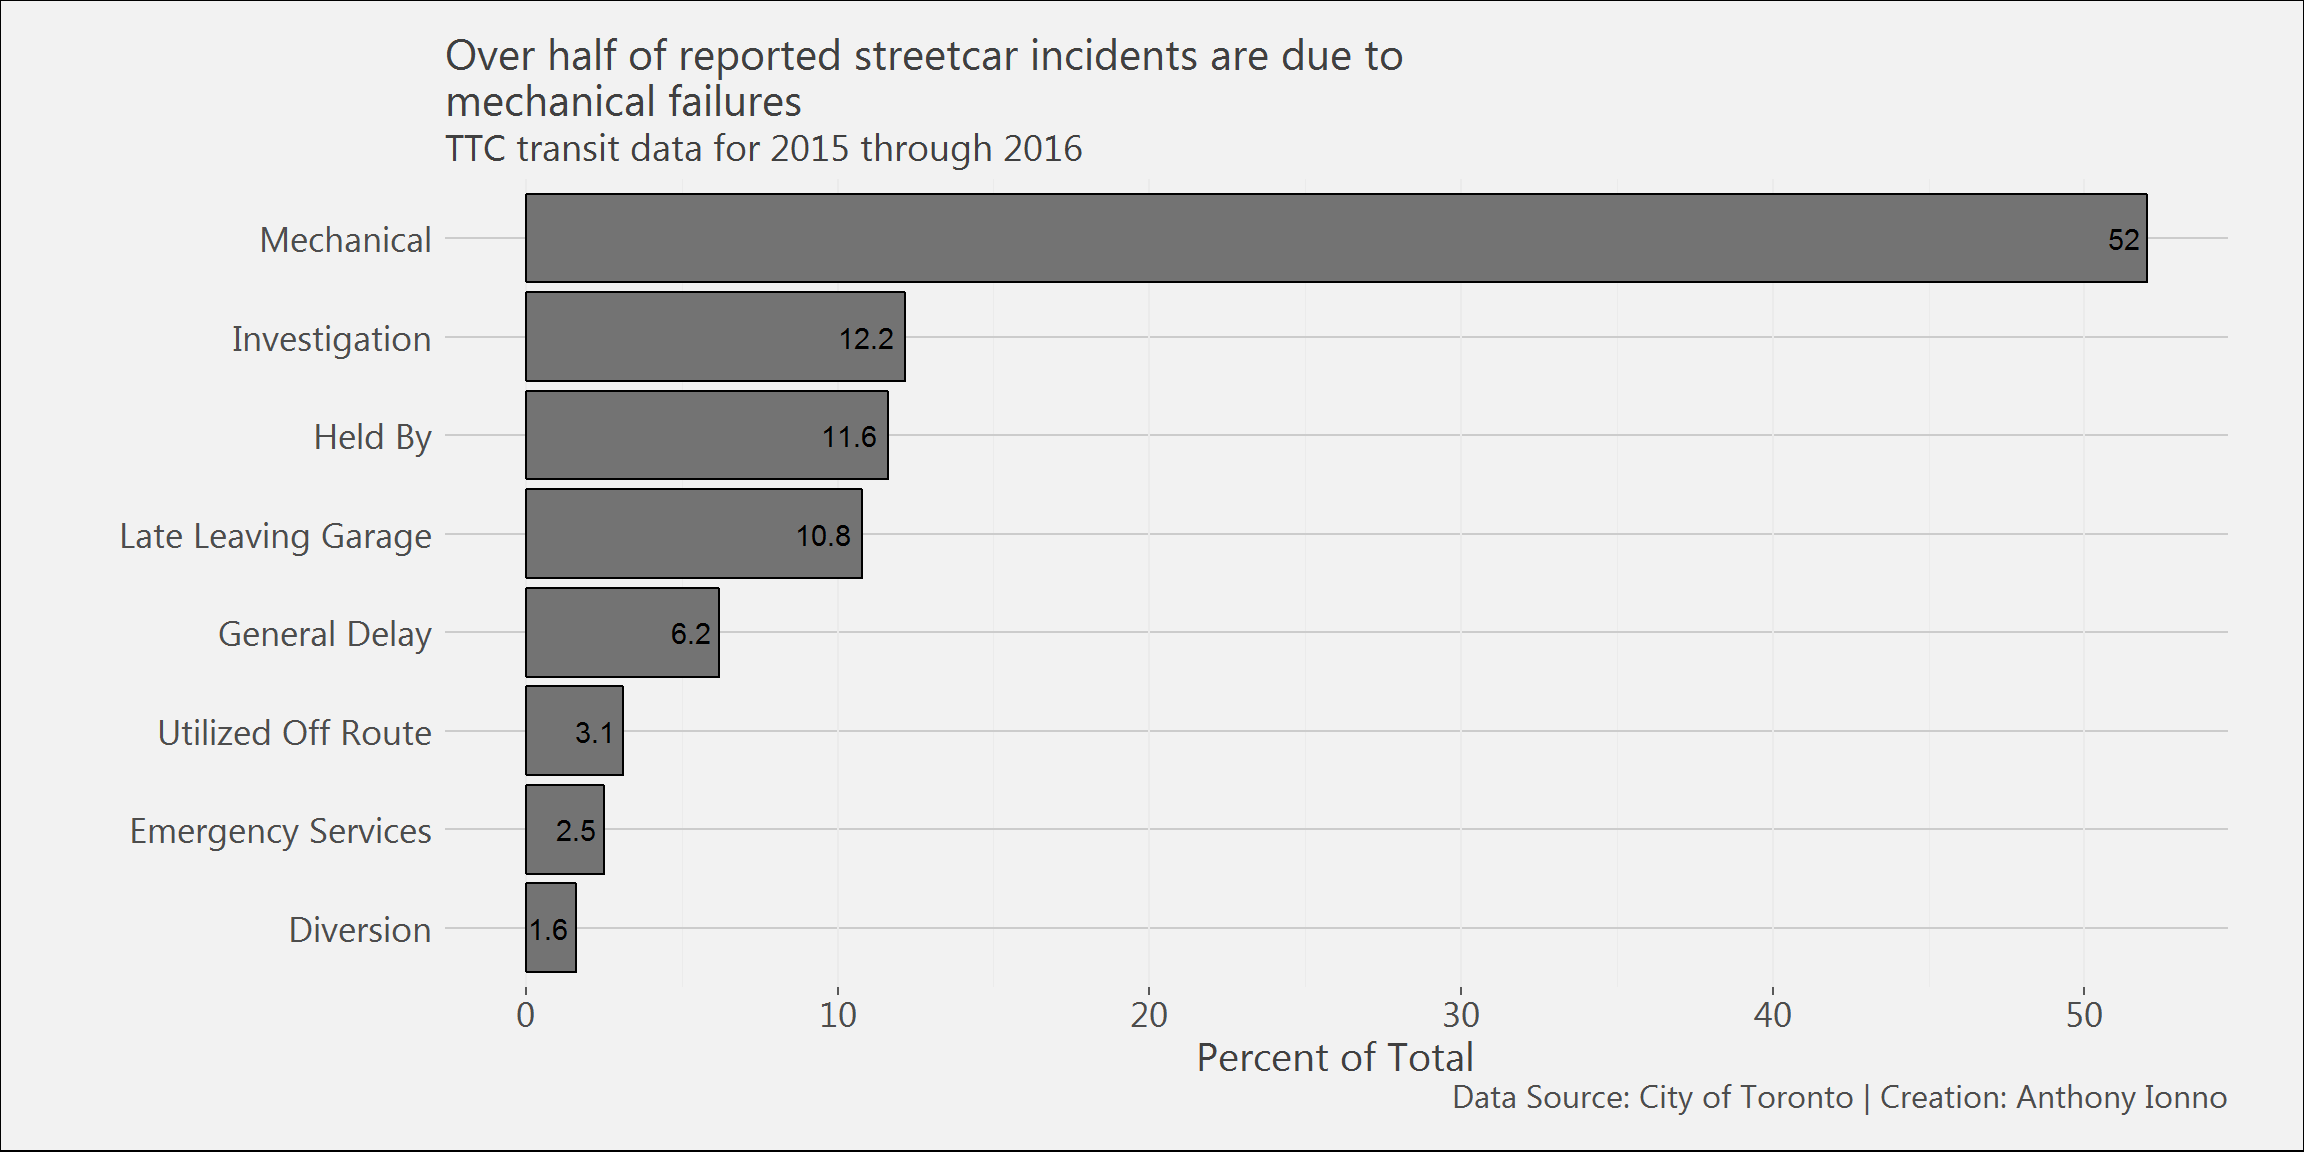 Over half of reported streetcar incidents are due to
mechanical failures
TTC transit data for 2015 through 2016
Mechanical 52
Investigation 12.2
Held By 11.6
Late Leaving Garage 10.8
General Delay 6.2
Utilized Off Route 3.1
Emergency Services 2.5
Diversion 1.6
0 10 20 30 40 50
Percent of Total
Data Source: City of Toronto | Creation: Anthony Ionno